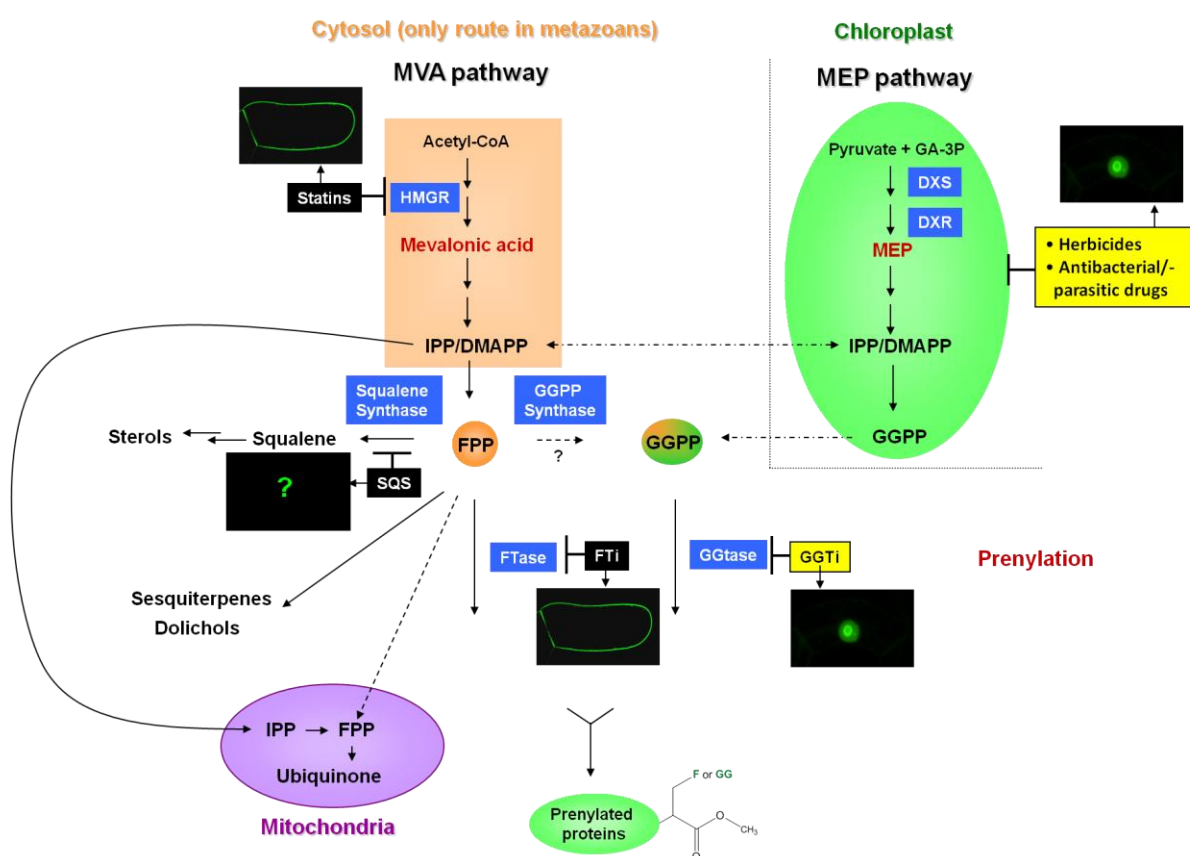 Cytosol (only route in metazoans)
MVA pathway
Chloroplast
MEP pathway
Acetyl-CoA
Statins
HMGR
Mevalonic acid
IPP/DMAPP
Pyruvate + GA-3P
DXS
DXR
MEP
• Herbicides
• Antibacterial/-
parasitic drugs
IPP/DMAPP
GGPP
Squalene
Synthase
GGPP
Synthase
Sterols
Squalene
FPP
?
GGPP
?
SQS
FTase
FTi
GGtase
GGTi
Prenylation
Sesquiterpenes
Dolichols
IPP
FPP
Ubiquinone
Mitochondria
Prenylated
proteins
F or GG
O
CH3
O